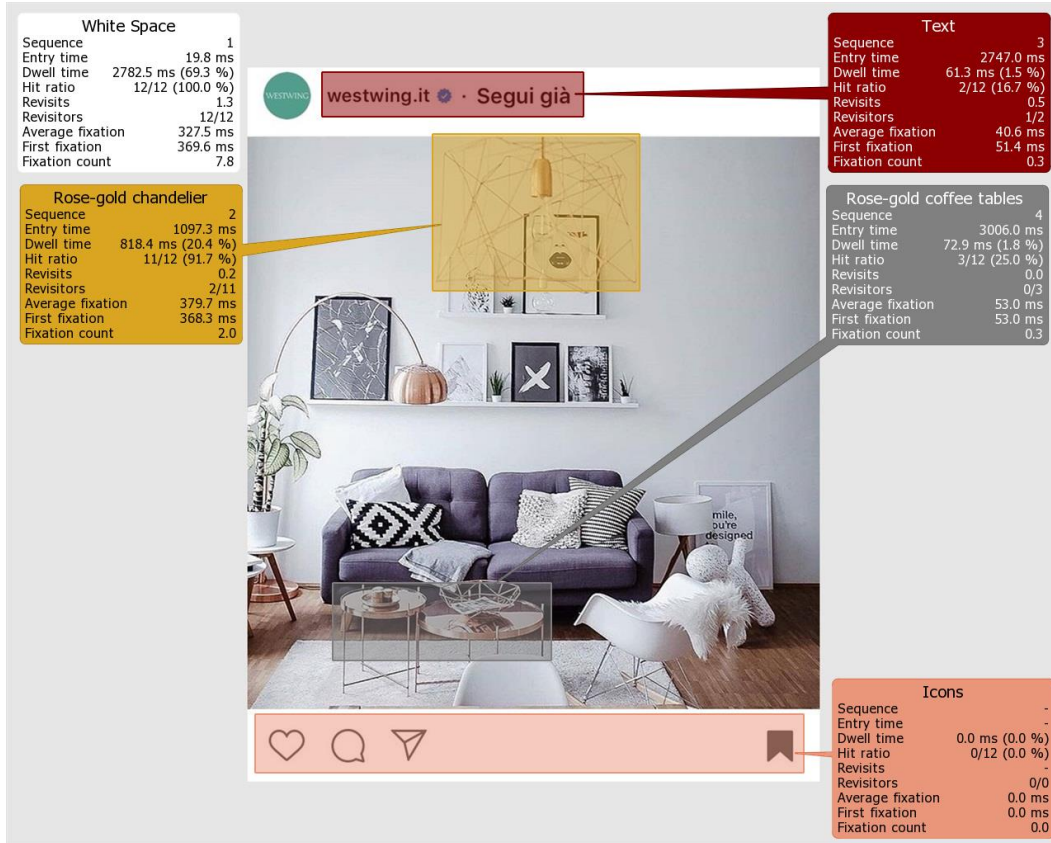 White Space
Sequence 1
Entry time 19.8 ms
Dwell time 2782.5 ms (69.3 %)
Hit ratio 12/12 (100.0 %)
Revisits 1.3
Revisitors 12/12
Average fixation 327.5 ms
First fixation 369.6 ms
Fixation count 7.8
Rose-gold chandelier
Sequence 2
Entry time 1097.3 ms
Dwell time 818.4 ms (20.4 %)
Hit ratio 11/12 (91.7 %)
Revisits 0.2
Revisitors 2/11
Average fixation 379.7 ms
First fixation 368.3 ms
Fixation count 2.0
WESTWING
westwing.it · Segui già
mile,
ou're
designed
Text
Sequence 3
Entry time 2747.0 ms
Dwell time 61.3 ms (1.5 %)
Hit ratio 2/12 (16.7 %)
Revisits 0.5
Revisitors 1/2
Average fixation 40.6 ms
First fixation 51.4 ms
Fixation count 0.3
Rose-gold coffee tables
Sequence 4
Entry time 3006.0 ms
Dwell time 72.9 ms (1.8 %)
Hit ratio 3/12 (25.0 %)
Revisits 0.0
Revisitors 0/3
Average fixation 53.0 ms
First fixation 53.0 ms
Fixation count 0.3
Icons
Sequence -
Entry time -
Dwell time 0.0 ms (0.0 %)
Hit ratio 0/12 (0.0 %)
Revisits -
Revisitors 0/0
Average fixation 0.0 ms
First fixation 0.0 ms
Fixation count 0.0